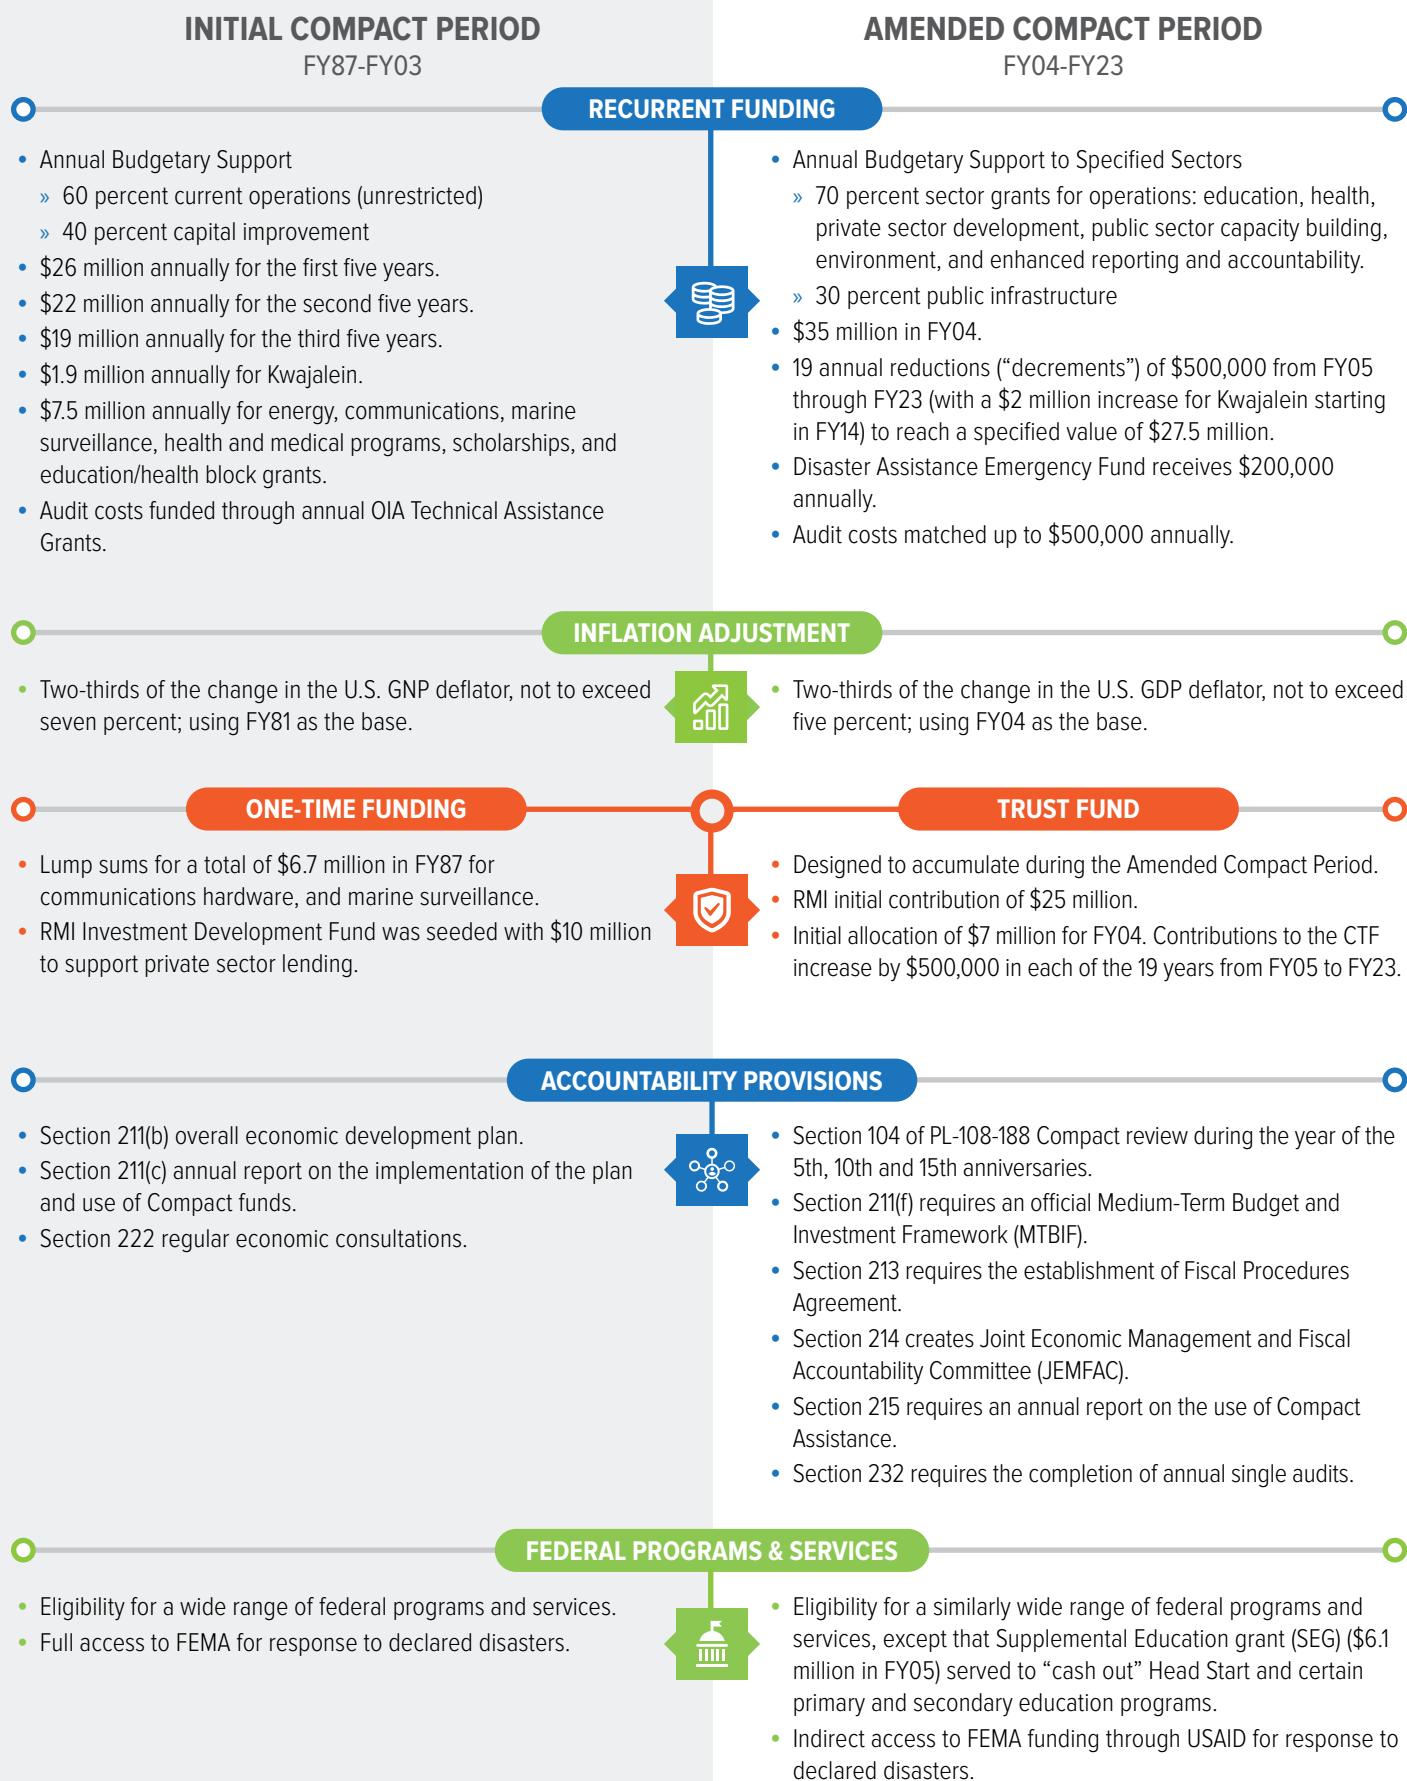 INITIAL COMPACT PERIOD
FY87-FY03
AMENDED COMPACT PERIOD
FY04-FY23
RECURRENT FUNDING
• Annual Budgetary Support
» 60 percent current operations (unrestricted)
» 40 percent capital improvement
• $26 million annually for the first five years.
• $22 million annually for the second five years.
• $19 million annually for the third five years.
• $1.9 million annually for Kwajalein.
• $7.5 million annually for energy, communications, marine
surveillance, health and medical programs, scholarships, and
education/health block grants.
• Audit costs funded through annual OIA Technical Assistance
Grants.
• Annual Budgetary Support to Specified Sectors
» 70 percent sector grants for operations: education, health,
private sector development, public sector capacity building,
environment, and enhanced reporting and accountability.
» 30 percent public infrastructure
• $35 million in FY04.
• 19 annual reductions (“decrements”) of $500,000 from FY05
through FY23 (with a $2 million increase for Kwajalein starting
in FY14) to reach a specified value of $27.5 million.
• Disaster Assistance Emergency Fund receives $200,000
annually.
• Audit costs matched up to $500,000 annually.
INFLATION ADJUSTMENT
• Two-thirds of the change in the U.S. GNP deflator, not to exceed
seven percent; using FY81 as the base.
• Two-thirds of the change in the U.S. GDP deflator, not to exceed
five percent; using FY04 as the base.
ONE-TIME FUNDING
• Lump sums for a total of $6.7 million in FY87 for
communications hardware, and marine surveillance.
• RMI Investment Development Fund was seeded with $10 million
to support private sector lending.
TRUST FUND
• Designed to accumulate during the Amended Compact Period.
• RMI initial contribution of $25 million.
• Initial allocation of $7 million for FY04. Contributions to the CTF
increase by $500,000 in each of the 19 years from FY05 to FY23.
ACCOUNTABILITY PROVISIONS
• Section 211(b) overall economic development plan.
• Section 211(c) annual report on the implementation of the plan
and use of Compact funds.
• Section 222 regular economic consultations.
• Section 104 of PL-108-188 Compact review during the year of the
5th, 10th and 15th anniversaries.
• Section 211(f) requires an official Medium-Term Budget and
Investment Framework (MTBIF).
• Section 213 requires the establishment of Fiscal Procedures
Agreement.
• Section 214 creates Joint Economic Management and Fiscal
Accountability Committee (JEMFAC).
• Section 215 requires an annual report on the use of Compact
Assistance.
• Section 232 requires the completion of annual single audits.
FEDERAL PROGRAMS & SERVICES
• Eligibility for a wide range of federal programs and services.
• Full access to FEMA for response to declared disasters.
• Eligibility for a similarly wide range of federal programs and
services, except that Supplemental Education grant (SEG) ($6.1
million in FY05) served to “cash out” Head Start and certain
primary and secondary education programs.
• Indirect access to FEMA funding through USAID for response to
declared disasters.